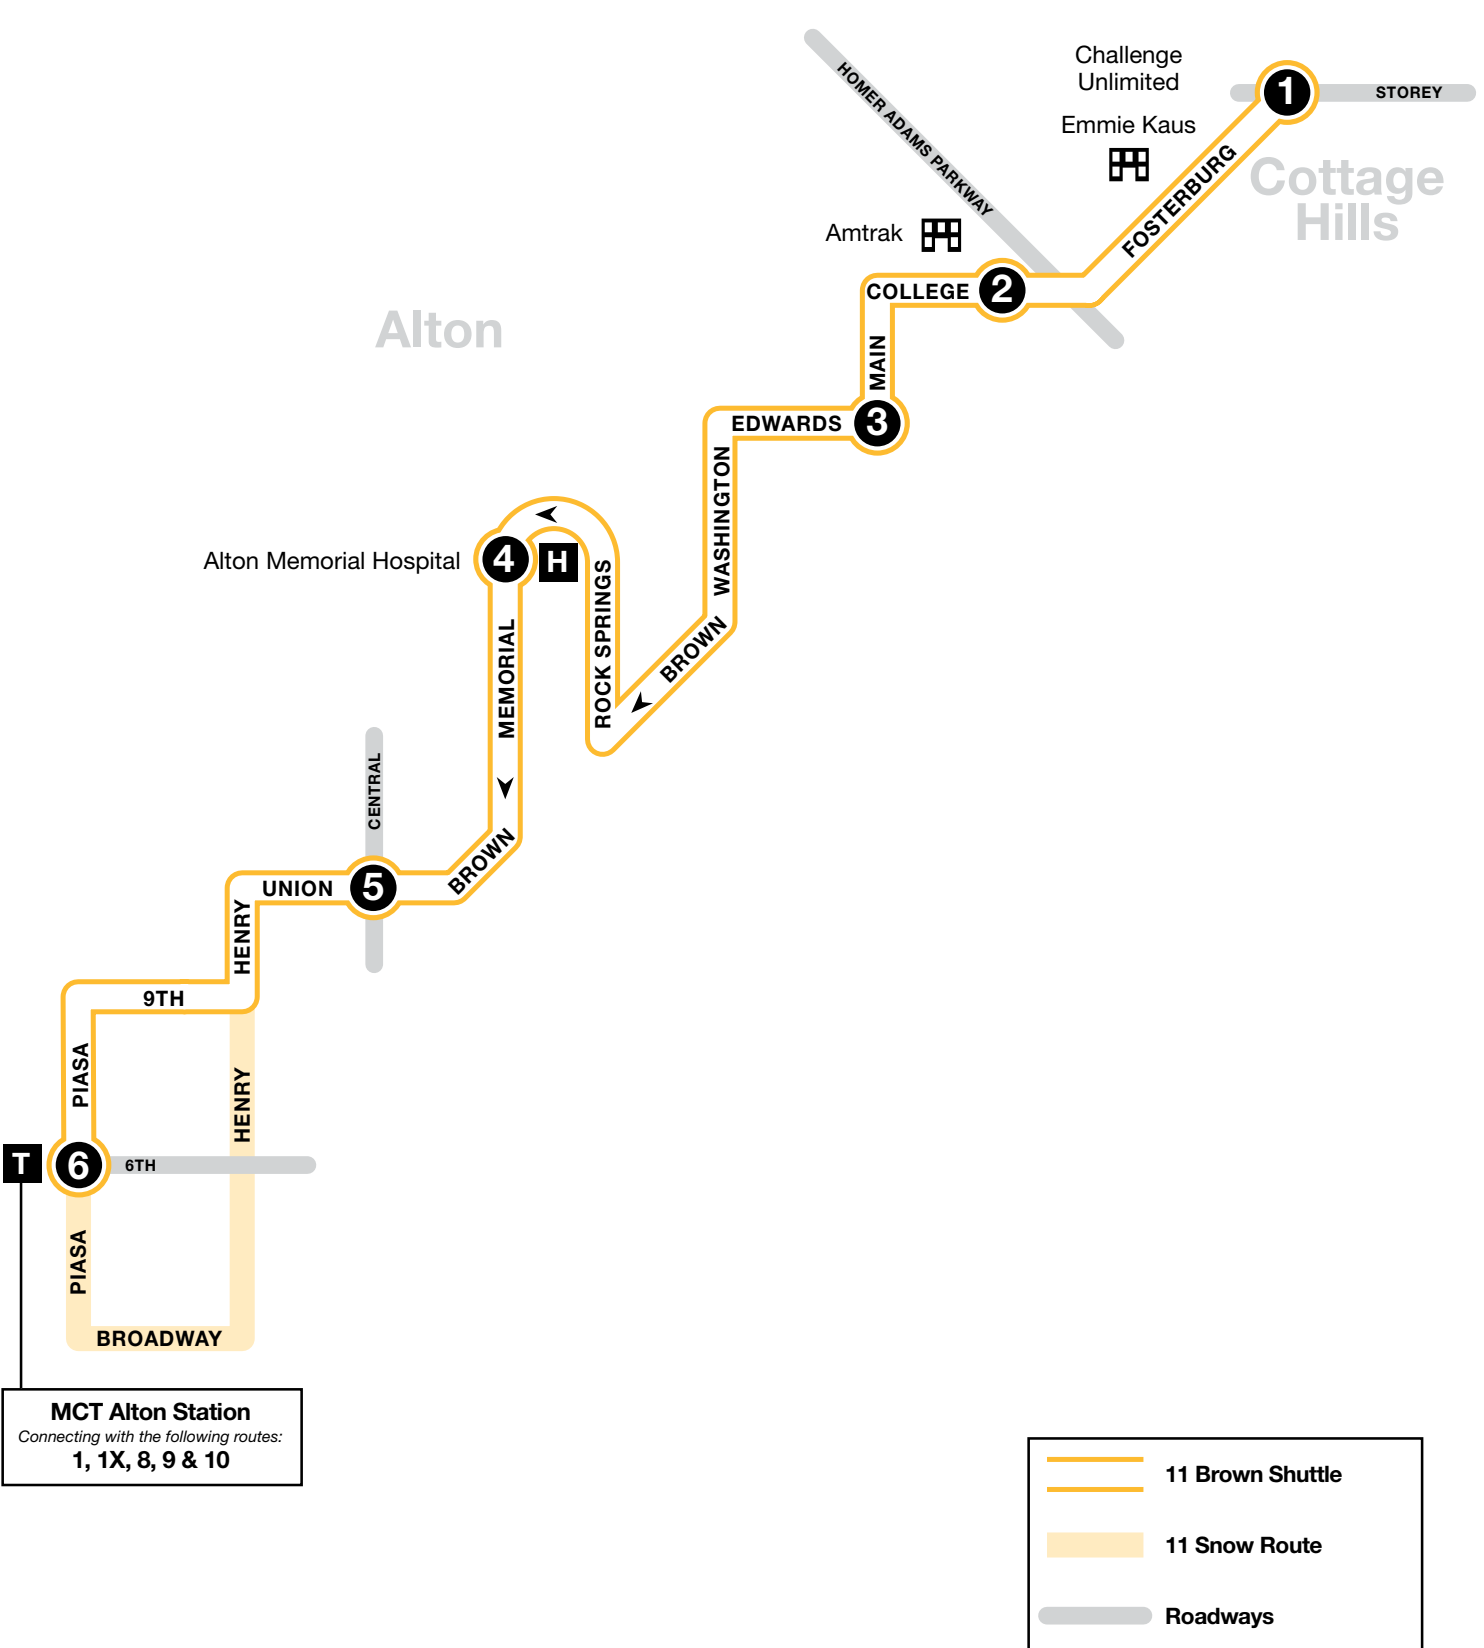 Challenge
Unlimited
Emmie Kaus
1
STOREY
HOMER ADAMS PARKWAY
FOSTERBURG
Cottage
Hills
Amtrak
COLLEGE
2
Alton
MAIN
EDWARDS
3
WASHINGTON
Alton Memorial Hospital
4
H
ROCK SPRINGS
BROWN
MEMORIAL
CENTRAL
BROWN
UNION
5
HENRY
9TH
PIASA
HENRY
T
6
6TH
PIASA
BROADWAY
MCT Alton Station
Connecting with the following routes:
1, 1X, 8, 9 & 10
11 Brown Shuttle
11 Snow Route
Roadways